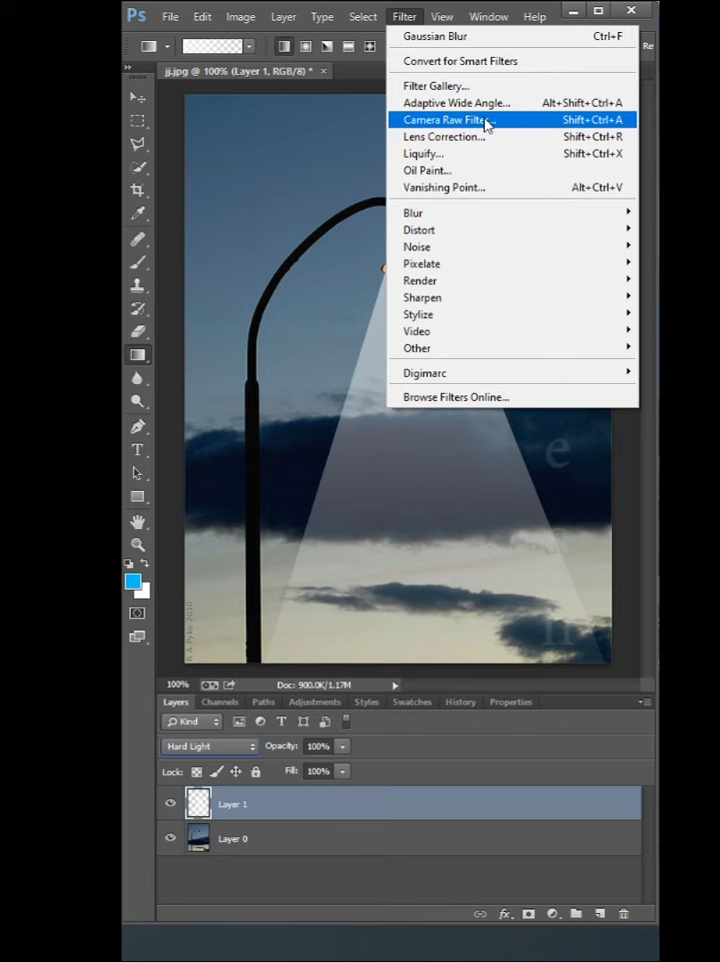 Ps File Edit Image Layer Type Select Filter View Window Help
Gaussian Blur Ctrl+F
Re
Convert for Smart Filters
jj.jpg @ 100% (Layer 1, RGB/8) * ×
Filter Gallery...
Adaptive Wide Angle... Alt+Shift+Ctrl+A
Camera Raw Filter... Shift+Ctrl+A
Lens Correction... Shift+Ctrl+R
Liquify... Shift+Ctrl+X
Oil Paint...
Vanishing Point... Alt+Ctrl+V
Blur
Distort
Noise
Pixelate
Render
Sharpen
Stylize
Video
Other
Digimarc
Browse Filters Online...
e
n
R A Pyke 2010
100% Doc: 900.0K/1.17M
Layers Channels Paths Adjustments Styles Swatches History Properties
Kind T
Hard Light Opacity: 100%
Lock: Fill: 100%
Layer 1
Layer 0
fx.